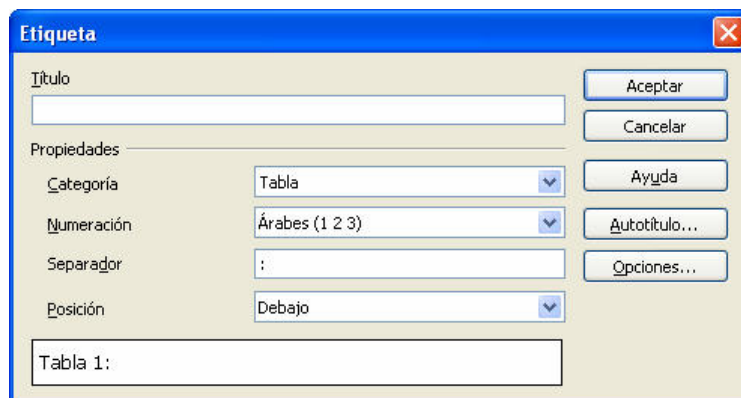 Etiqueta
Título
Aceptar
Cancelar
Propiedades
Categoría Tabla Ayuda
Numeración Árabes (1 2 3) Autotítulo...
Separador : Opciones...
Posición Debajo
Tabla 1: